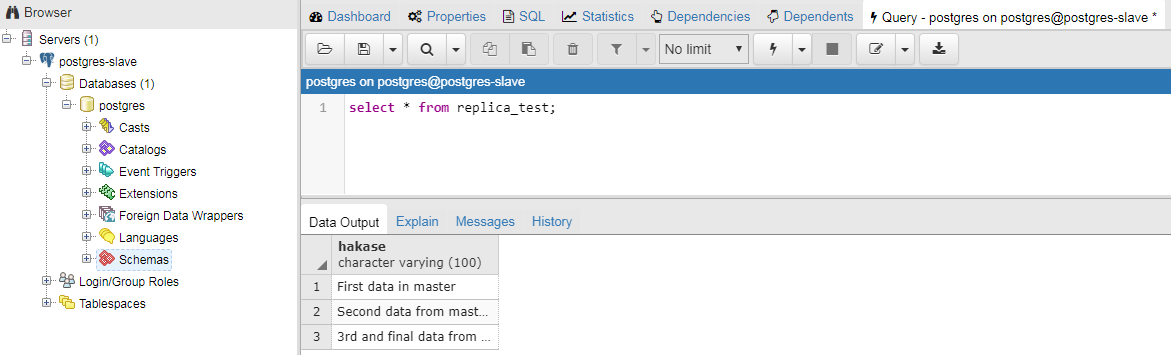 Browser
Servers (1)
postgres-slave
Databases (1)
postgres
Casts
Catalogs
Event Triggers
Extensions
Foreign Data Wrappers
Languages
Schemas
Login/Group Roles
Tablespaces
Dashboard Properties SQL Statistics Dependencies Dependents Query - postgres on postgres@postgres-slave *
No limit
postgres on postgres@postgres-slave
1 select * from replica_test;
Data Output Explain Messages History
hakase
character varying (100)
1 First data in master
2 Second data from mast...
3 3rd and final data from ...